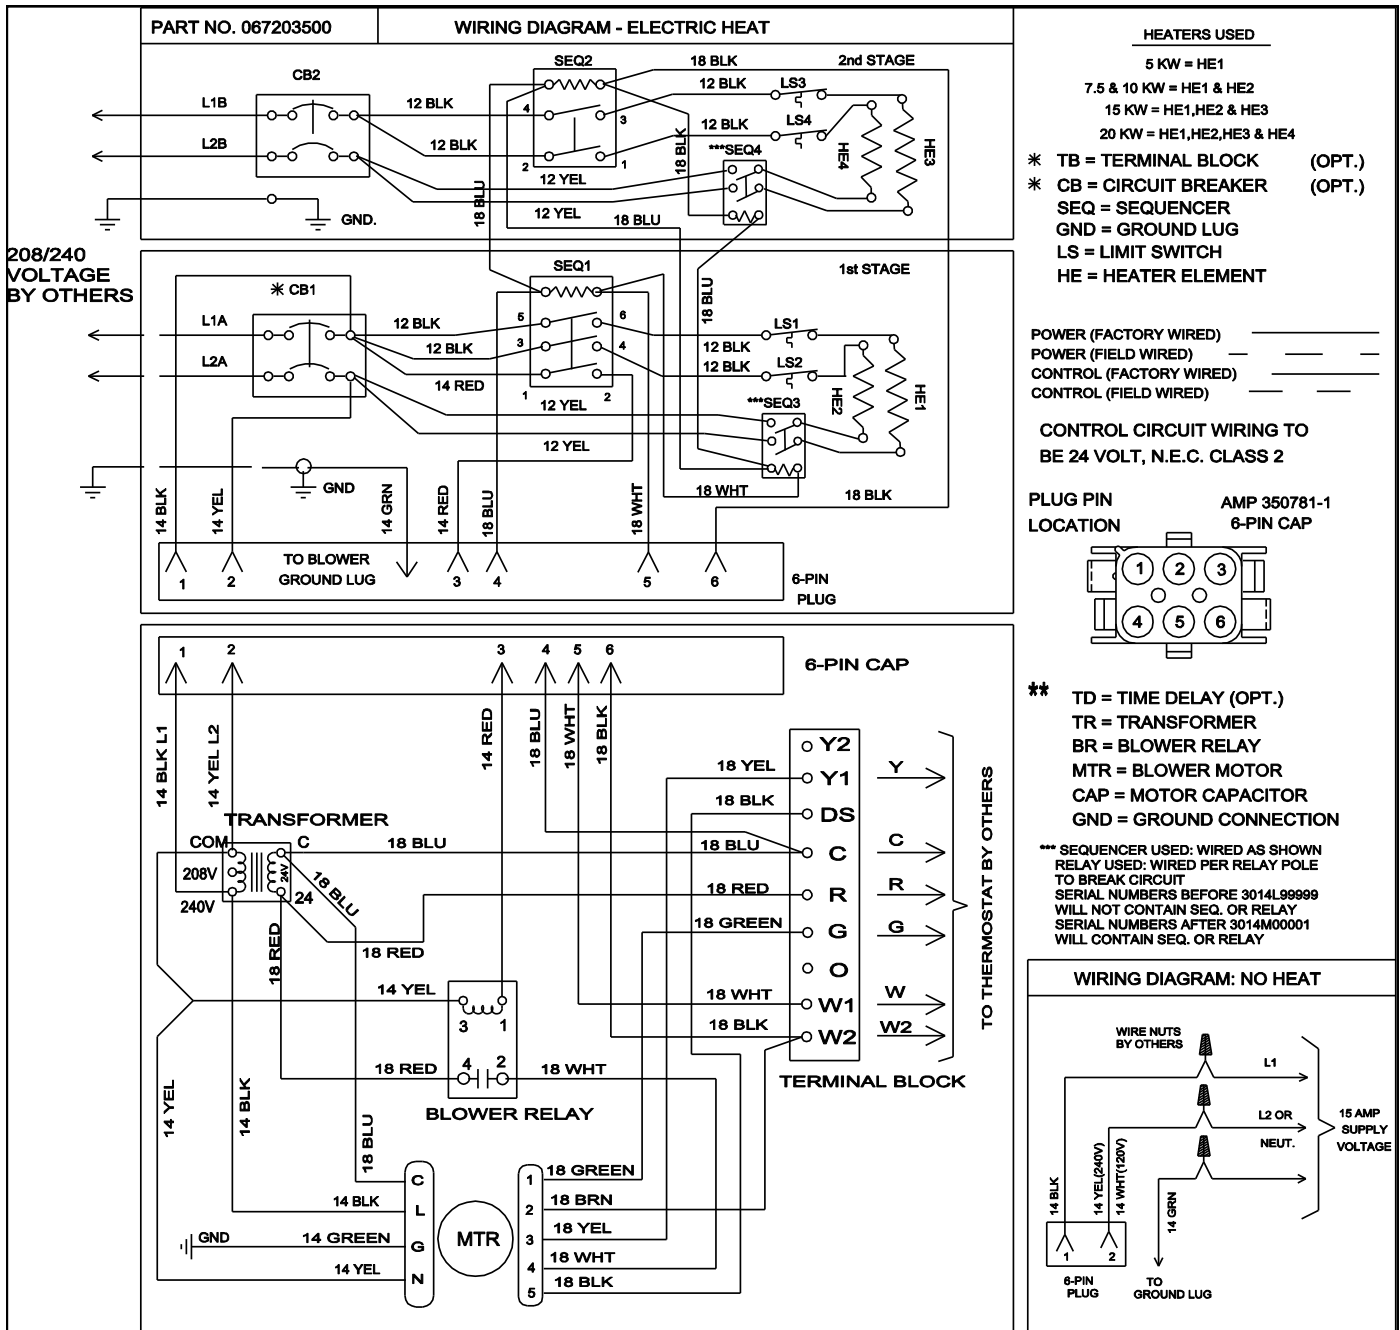 PART NO. 067203500
WIRING DIAGRAM - ELECTRIC HEAT
CB2
SEQ2
18 BLK
2nd STAGE
L1B
12 BLK
4
3
12 BLK
LS3
L2B
12 BLK
2
1
12 BLK
LS4
18 BLK
***SEQ4
HE4
HE3
12 YEL
12 YEL
18 BLU
18 BLU
GND.
208/240
VOLTAGE
BY OTHERS
SEQ1
1st STAGE
18 BLU
* CB1
L1A
12 BLK
5
6
LS1
12 BLK
3
4
12 BLK
L2A
14 RED
1
2
12 BLK
LS2
HE2
HE1
12 YEL
***SEQ3
12 YEL
GND
18 WHT
18 BLK
14 BLK
14 YEL
14 GRN
14 RED
18 BLU
18 WHT
TO BLOWER
GROUND LUG
1
2
3
4
5
6
6-PIN
PLUG
1
2
3
4
5
6
6-PIN CAP
14 BLK L1
14 YEL L2
14 RED
18 BLU
18 WHT
18 BLK
TRANSFORMER
COM
C
208V
24V
240V
24
18 BLU
18 RED
18 RED
18 BLU
18 YEL
18 BLK
18 BLU
18 RED
18 GREEN
18 WHT
18 BLK
Y2
Y1
DS
C
R
G
O
W1
W2
Y
C
R
G
W
W2
TO THERMOSTAT BY OTHERS
TERMINAL BLOCK
14 YEL
3
1
4
2
18 RED
18 WHT
BLOWER RELAY
14 YEL
14 BLK
18 BLU
C
L
G
N
14 BLK
GND
14 GREEN
14 YEL
MTR
1
2
3
4
5
18 GREEN
18 BRN
18 YEL
18 WHT
18 BLK
HEATERS USED
5 KW = HE1
7.5 & 10 KW = HE1 & HE2
15 KW = HE1,HE2 & HE3
20 KW = HE1,HE2,HE3 & HE4
* TB = TERMINAL BLOCK (OPT.)
* CB = CIRCUIT BREAKER (OPT.)
SEQ = SEQUENCER
GND = GROUND LUG
LS = LIMIT SWITCH
HE = HEATER ELEMENT
POWER (FACTORY WIRED)
POWER (FIELD WIRED)
CONTROL (FACTORY WIRED)
CONTROL (FIELD WIRED)
CONTROL CIRCUIT WIRING TO
BE 24 VOLT, N.E.C. CLASS 2
PLUG PIN
LOCATION
AMP 350781-1
6-PIN CAP
1
2
3
4
5
6
** TD = TIME DELAY (OPT.)
TR = TRANSFORMER
BR = BLOWER RELAY
MTR = BLOWER MOTOR
CAP = MOTOR CAPACITOR
GND = GROUND CONNECTION
*** SEQUENCER USED: WIRED AS SHOWN
RELAY USED: WIRED PER RELAY POLE
TO BREAK CIRCUIT
SERIAL NUMBERS BEFORE 3014L99999
WILL NOT CONTAIN SEQ. OR RELAY
SERIAL NUMBERS AFTER 3014M00001
WILL CONTAIN SEQ. OR RELAY
WIRING DIAGRAM: NO HEAT
WIRE NUTS
BY OTHERS
L1
L2 OR
NEUT.
15 AMP
SUPPLY
VOLTAGE
14 BLK
14 YEL(240V)
14 WHT(120V)
14 GRN
1
2
6-PIN
PLUG
TO
GROUND LUG